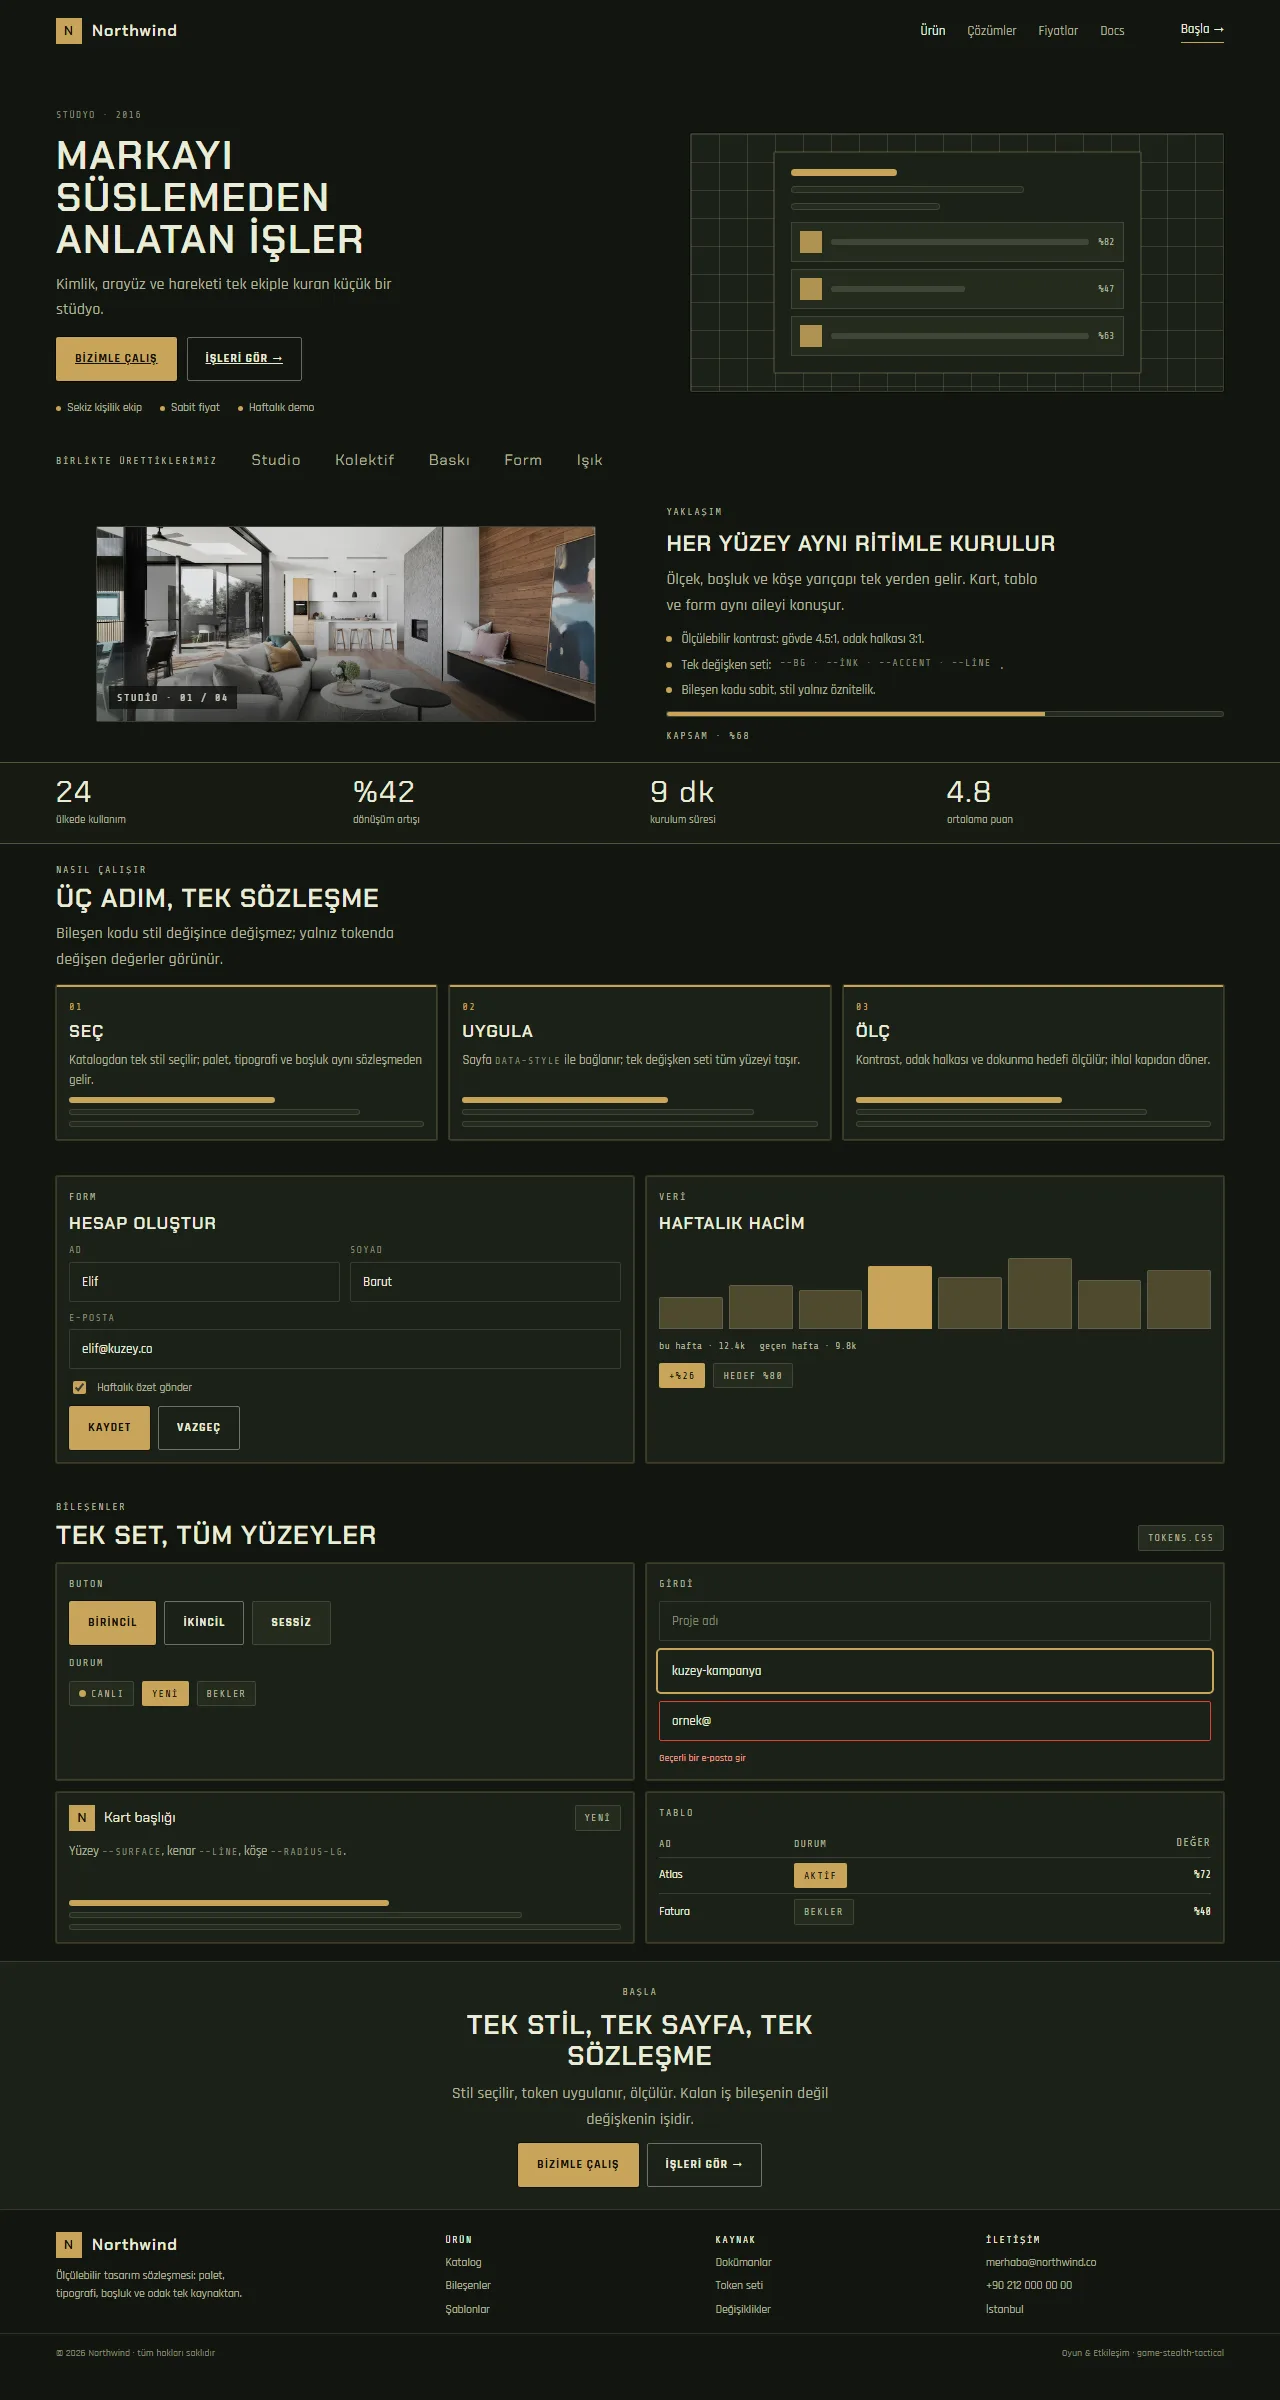 N Northwind
Ürün Çözümler Fiyatlar Docs Başla →
STÜDYO · 2016
MARKAYI
SÜSLEMEDEN
ANLATAN İŞLER
Kimlik, arayüz ve hareketi tek ekiple kuran küçük bir
stüdyo.
BİZİMLE ÇALIŞ İŞLERİ GÖR →
Sekiz kişilik ekip Sabit fiyat Haftalık demo
%82
%47
%63
BİRLİKTE ÜRETTİKLERİMİZ Studio Kolektif Baskı Form Işık
STUDİO · 01 / 04
YAKLAŞIM
HER YÜZEY AYNI RİTİMLE KURULUR
Ölçek, boşluk ve köşe yarıçapı tek yerden gelir. Kart, tablo
ve form aynı aileyi konuşur.
Ölçülebilir kontrast: gövde 4.5:1, odak halkası 3:1.
Tek değişken seti: --BG · --İNK · --ACCENT · --LİNE .
Bileşen kodu sabit, stil yalnız öznitelik.
KAPSAM · %68
24 %42 9 dk 4.8
ülkede kullanım dönüşüm artışı kurulum süresi ortalama puan
NASIL ÇALIŞIR
ÜÇ ADIM, TEK SÖZLEŞME
Bileşen kodu stil değişince değişmez; yalnız tokenda
değişen değerler görünür.
01
SEÇ
Katalogdan tek stil seçilir; palet, tipografi ve boşluk aynı sözleşmeden
gelir.
02
UYGULA
Sayfa DATA-STYLE ile bağlanır; tek değişken seti tüm yüzeyi taşır.
03
ÖLÇ
Kontrast, odak halkası ve dokunma hedefi ölçülür; ihlal kapıdan döner.
FORM
HESAP OLUŞTUR
AD SOYAD
Elif Barut
E-POSTA
elif@kuzey.co
Haftalık özet gönder
KAYDET VAZGEÇ
VERİ
HAFTALIK HACİM
bu hafta · 12.4k geçen hafta · 9.8k
+%26 HEDEF %80
BİLEŞENLER
TEK SET, TÜM YÜZEYLER
TOKENS.CSS
BUTON
BİRİNCİL İKİNCİL SESSİZ
DURUM
CANLI YENİ BEKLER
GİRDİ
Proje adı
kuzey-kampanya
ornek@
Geçerli bir e-posta gir
N Kart başlığı YENİ
Yüzey --SURFACE, kenar --LİNE, köşe --RADİUS-LG.
TABLO
AD DURUM DEĞER
Atlas AKTİF %72
Fatura BEKLER %40
BAŞLA
TEK STİL, TEK SAYFA, TEK
SÖZLEŞME
Stil seçilir, token uygulanır, ölçülür. Kalan iş bileşenin değil
değişkenin işidir.
BİZİMLE ÇALIŞ İŞLERİ GÖR →
N Northwind
Ölçülebilir tasarım sözleşmesi: palet,
tipografi, boşluk ve odak tek kaynaktan.
ÜRÜN
Katalog
Bileşenler
Şablonlar
KAYNAK
Dokümanlar
Token seti
Değişiklikler
İLETİŞİM
merhaba@northwind.co
+90 212 000 00 00
İstanbul
© 2026 Northwind · tüm hakları saklıdır
Oyun & Etkileşim · game-stealth-tactical